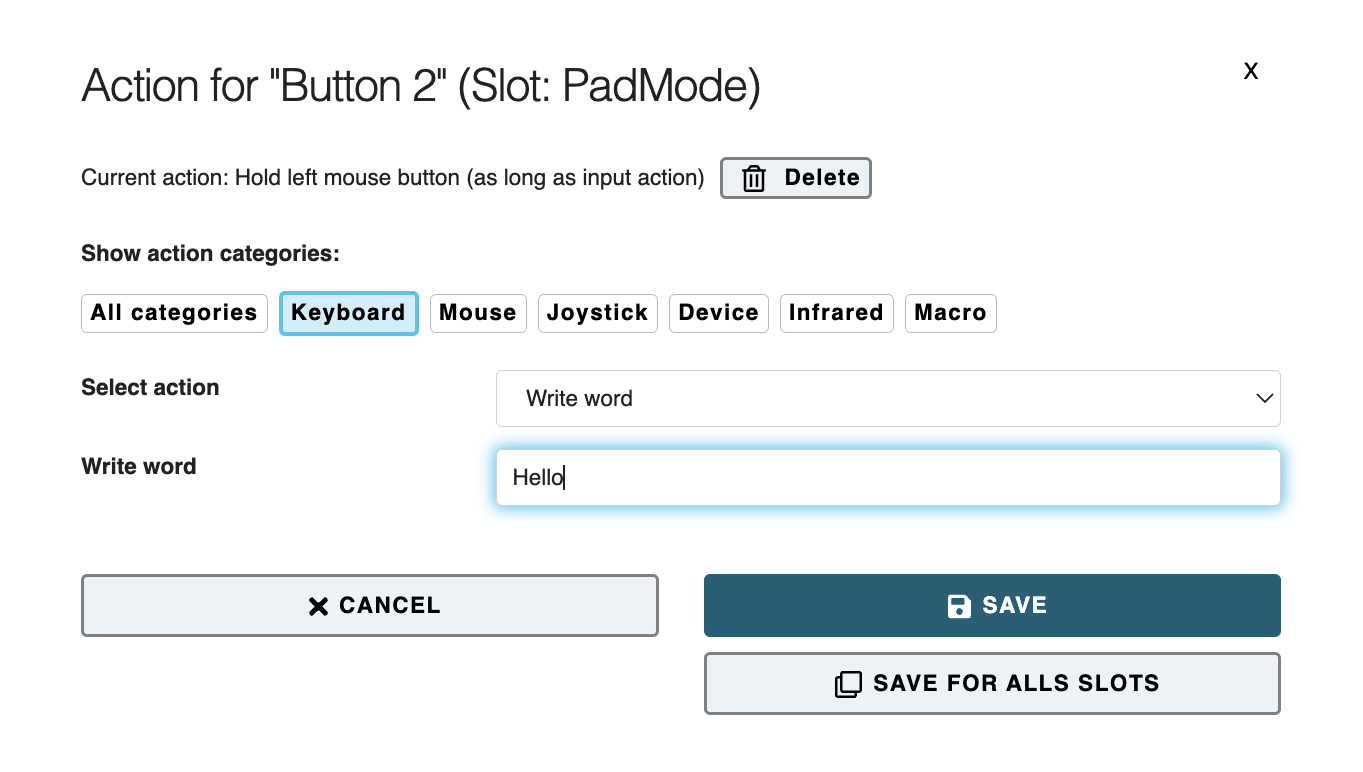 Action for "Button 2" (Slot: PadMode)
X
Current action: Hold left mouse button (as long as input action)
Delete
Show action categories:
All categories
Keyboard
Mouse
Joystick
Device
Infrared
Macro
Select action
Write word
Write word
Hello
CANCEL
SAVE
SAVE FOR ALLS SLOTS